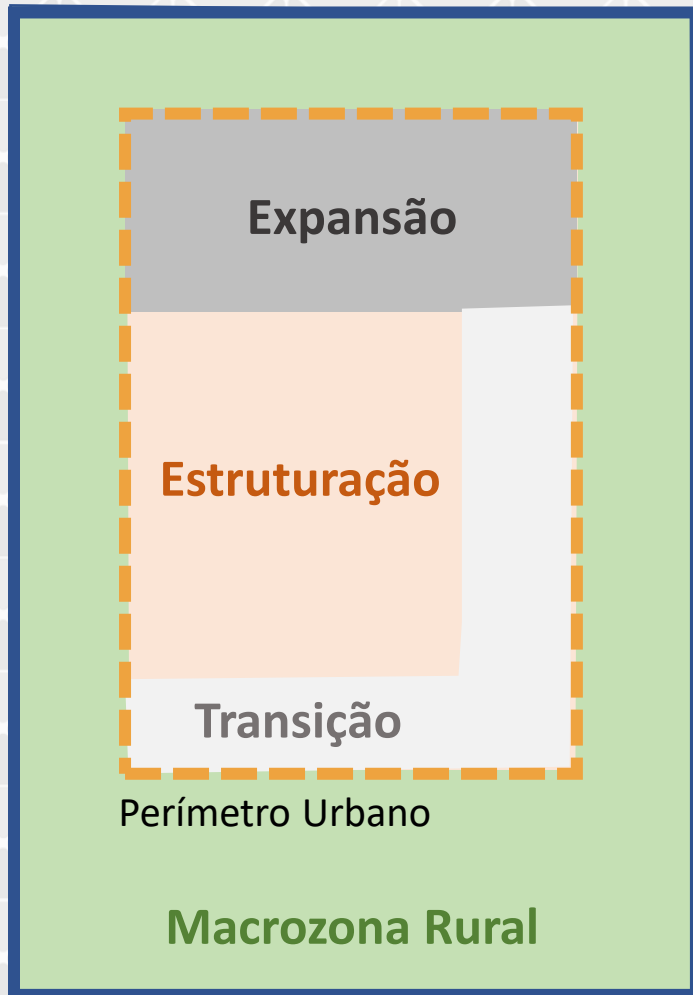 Expansão
Estruturação
Transição
Perímetro Urbano
Macrozona Rural